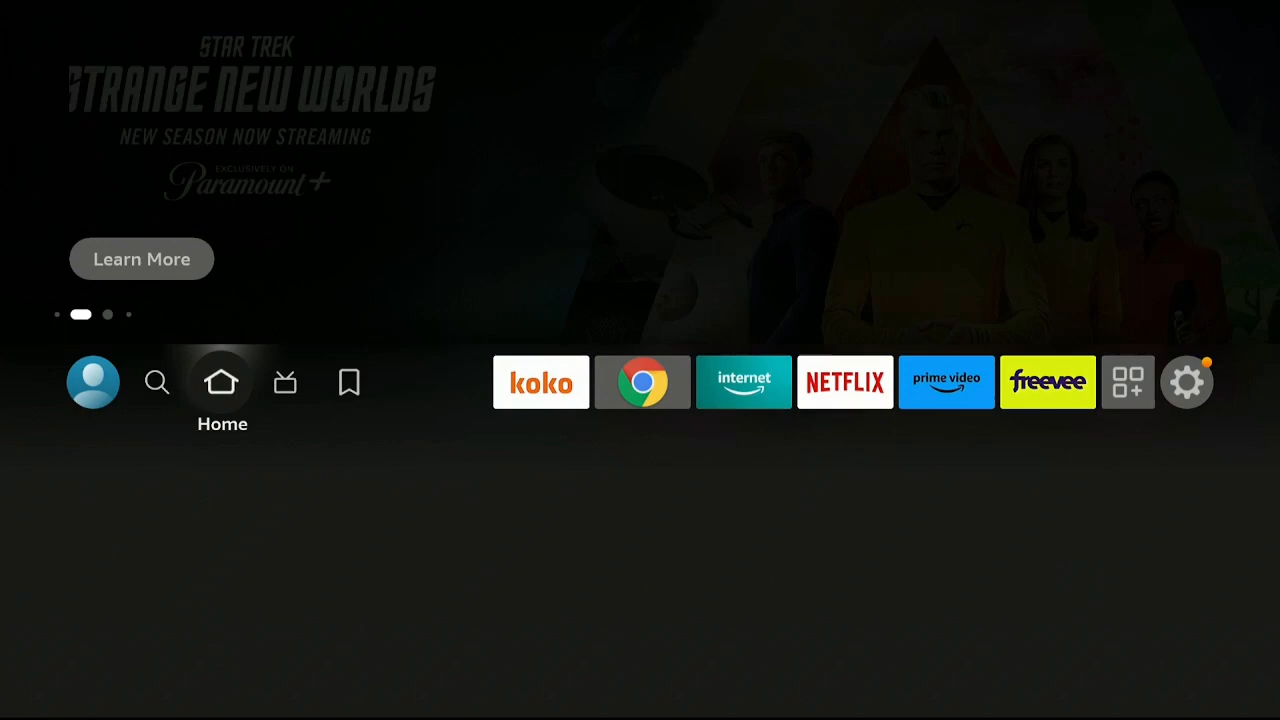 STAR TREK
STRANGE NEW WORLDS
NEW SEASON NOW STREAMING
EXCLUSIVELY ON
Paramount+
Learn More
koko
internet
NETFLIX
prime video
freevee
Home